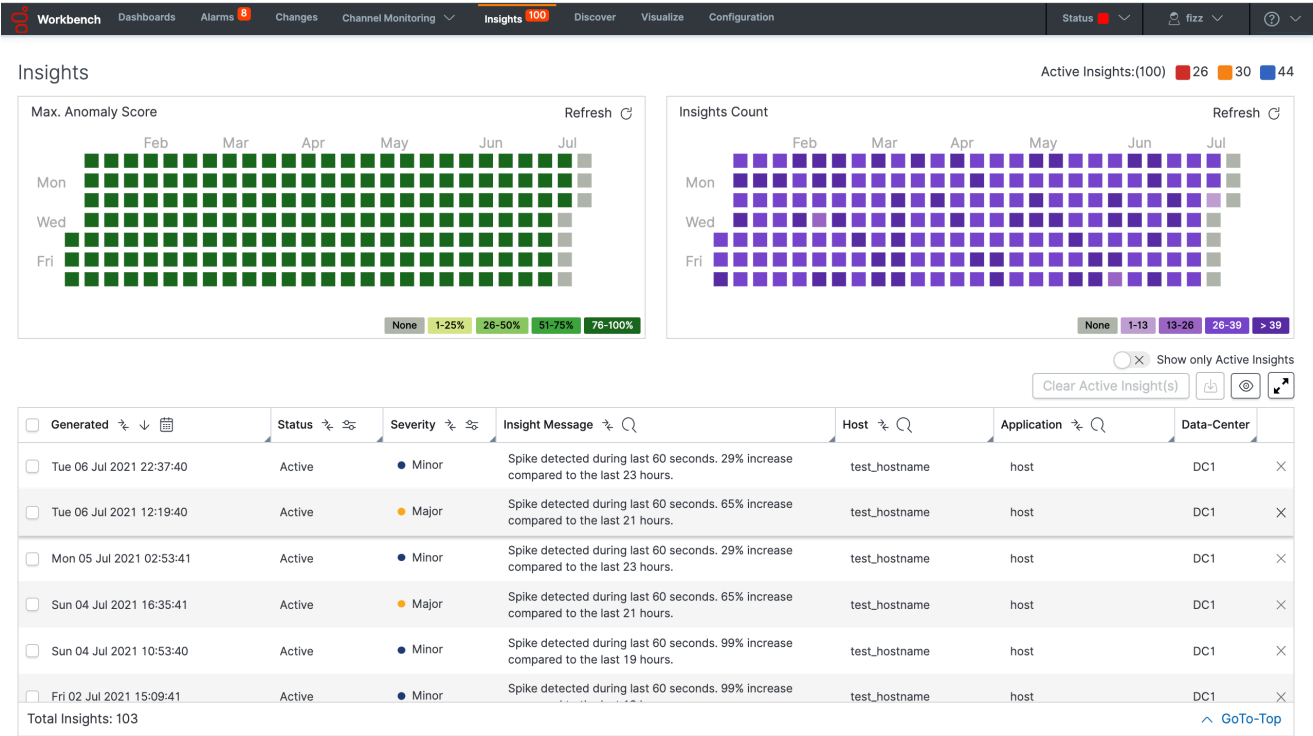 Workbench Dashboards Alarms 8 Changes Channel Monitoring Insights 100 Discover Visualize Configuration Status fizz ?
Insights
Active Insights:(100) 26 30 44
Max. Anomaly Score Refresh
Feb Mar Apr May Jun Jul
Mon
Wed
Fri
None 1-25% 26-50% 51-75% 76-100%
Insights Count Refresh
Feb Mar Apr May Jun Jul
Mon
Wed
Fri
None 1-13 13-26 26-39 > 39
Show only Active Insights
Clear Active Insight(s)
Generated Status Severity Insight Message Host Application Data-Center
Tue 06 Jul 2021 22:37:40 Active Minor Spike detected during last 60 seconds. 29% increase
compared to the last 23 hours. test_hostname host DC1
Tue 06 Jul 2021 12:19:40 Active Major Spike detected during last 60 seconds. 65% increase
compared to the last 21 hours. test_hostname host DC1
Mon 05 Jul 2021 02:53:41 Active Minor Spike detected during last 60 seconds. 29% increase
compared to the last 23 hours. test_hostname host DC1
Sun 04 Jul 2021 16:35:41 Active Major Spike detected during last 60 seconds. 65% increase
compared to the last 21 hours. test_hostname host DC1
Sun 04 Jul 2021 10:53:40 Active Minor Spike detected during last 60 seconds. 99% increase
compared to the last 19 hours. test_hostname host DC1
Fri 02 Jul 2021 15:09:41 Active Minor Spike detected during last 60 seconds. 99% increase
test_hostname host DC1
Total Insights: 103 GoTo-Top